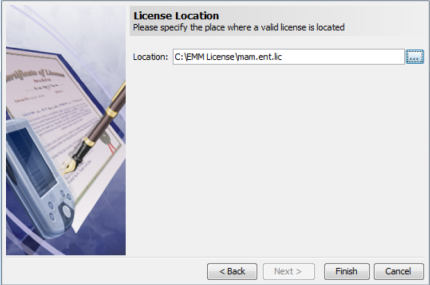 License Location
Please specify the place where a valid license is located
Location: C:\EMM License\mam.ent.lic ...
< Back Next > Finish Cancel